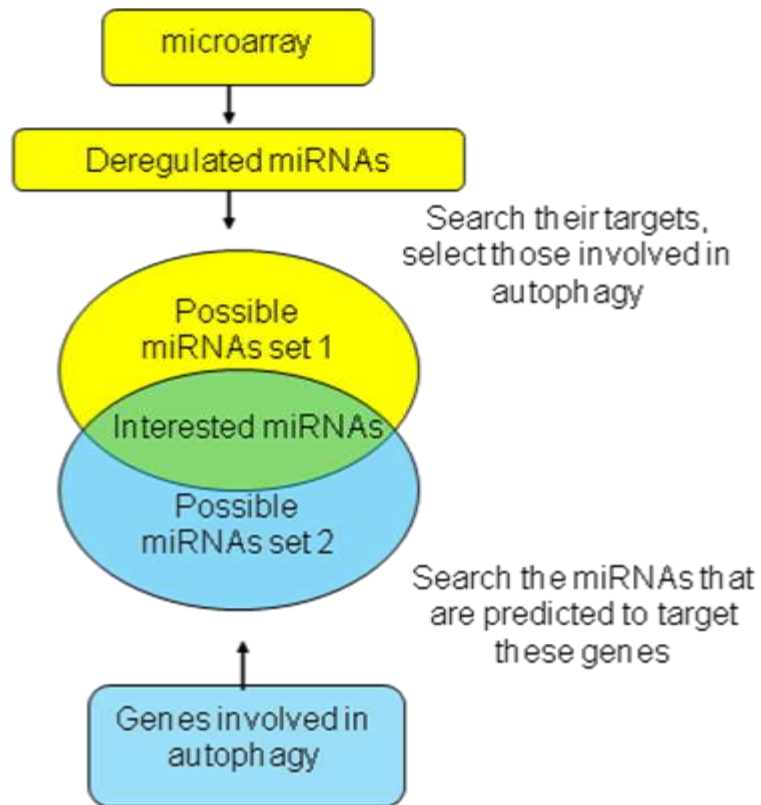 microarray
Deregulated miRNAs
Search their targets,
select those involved in
autophagy
Possible
miRNAs set 1
Interested miRNAs
Possible
miRNAs set 2
Search the miRNAs that
are predicted to target
these genes
Genes involved in
autophagy